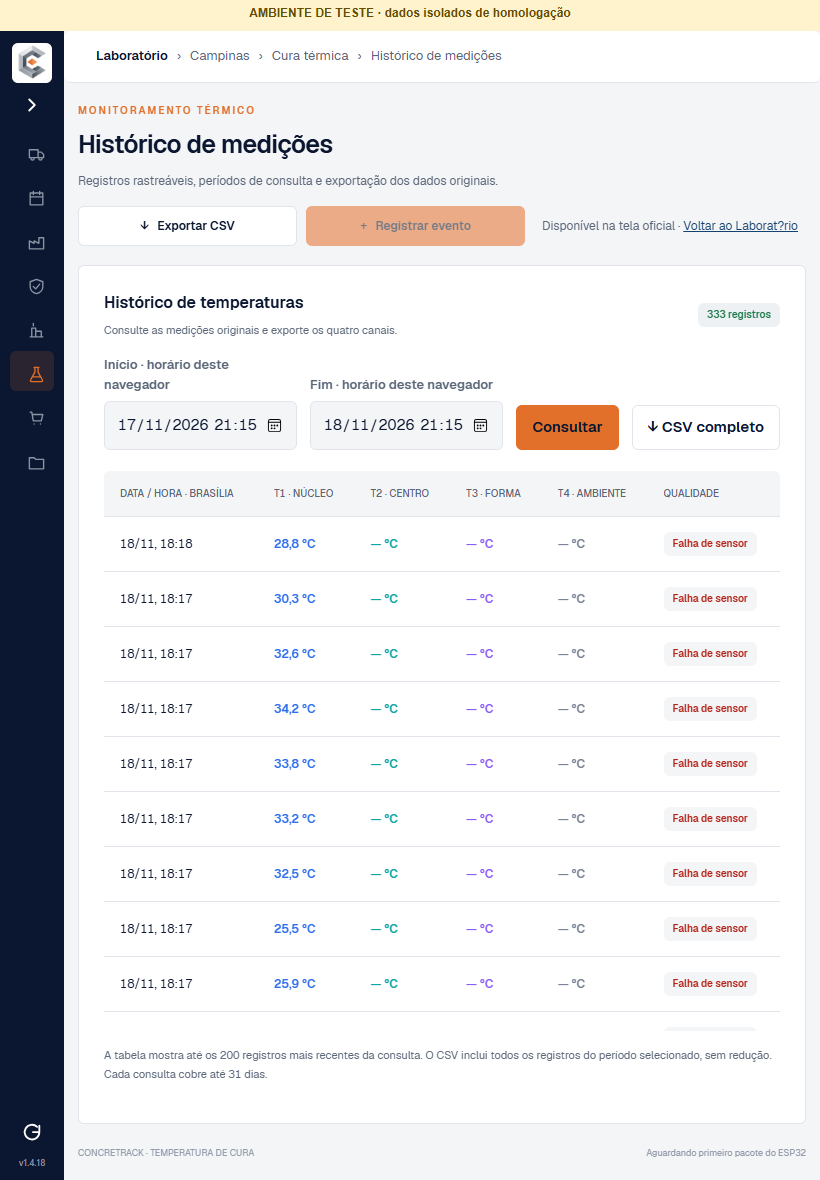 AMBIENTE DE TESTE · dados isolados de homologação
Laboratório › Campinas › Cura térmica › Histórico de medições
MONITORAMENTO TÉRMICO
Histórico de medições
Registros rastreáveis, períodos de consulta e exportação dos dados originais.
↓ Exportar CSV
+ Registrar evento
Disponível na tela oficial · Voltar ao Laborat?rio
Histórico de temperaturas
333 registros
Consulte as medições originais e exporte os quatro canais.
Início · horário deste
navegador
Fim · horário deste navegador
17/11/2026 21:15
18/11/2026 21:15
Consultar
↓ CSV completo
DATA / HORA · BRASÍLIA T1 · NÚCLEO T2 · CENTRO T3 · FORMA T4 · AMBIENTE QUALIDADE
18/11, 18:18 28,8 °C — °C — °C — °C Falha de sensor
18/11, 18:17 30,3 °C — °C — °C — °C Falha de sensor
18/11, 18:17 32,6 °C — °C — °C — °C Falha de sensor
18/11, 18:17 34,2 °C — °C — °C — °C Falha de sensor
18/11, 18:17 33,8 °C — °C — °C — °C Falha de sensor
18/11, 18:17 33,2 °C — °C — °C — °C Falha de sensor
18/11, 18:17 32,5 °C — °C — °C — °C Falha de sensor
18/11, 18:17 25,5 °C — °C — °C — °C Falha de sensor
18/11, 18:17 25,9 °C — °C — °C — °C Falha de sensor
A tabela mostra até os 200 registros mais recentes da consulta. O CSV inclui todos os registros do período selecionado, sem redução.
Cada consulta cobre até 31 dias.
CONCRETRACK · TEMPERATURA DE CURA
Aguardando primeiro pacote do ESP32
v1.4.18